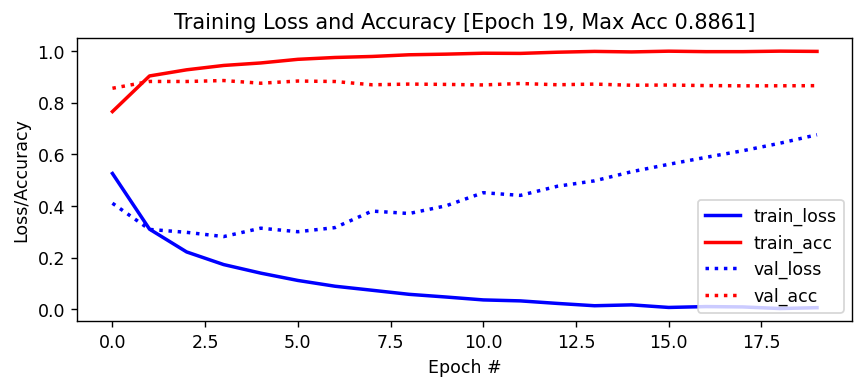 Training Loss and Accuracy [Epoch 19, Max Acc 0.8861]
Loss/Accuracy
1.0
0.8
0.6
0.4
0.2
0.0
train_loss
train_acc
val_loss
val_acc
0.0 2.5 5.0 7.5 10.0 12.5 15.0 17.5
Epoch #